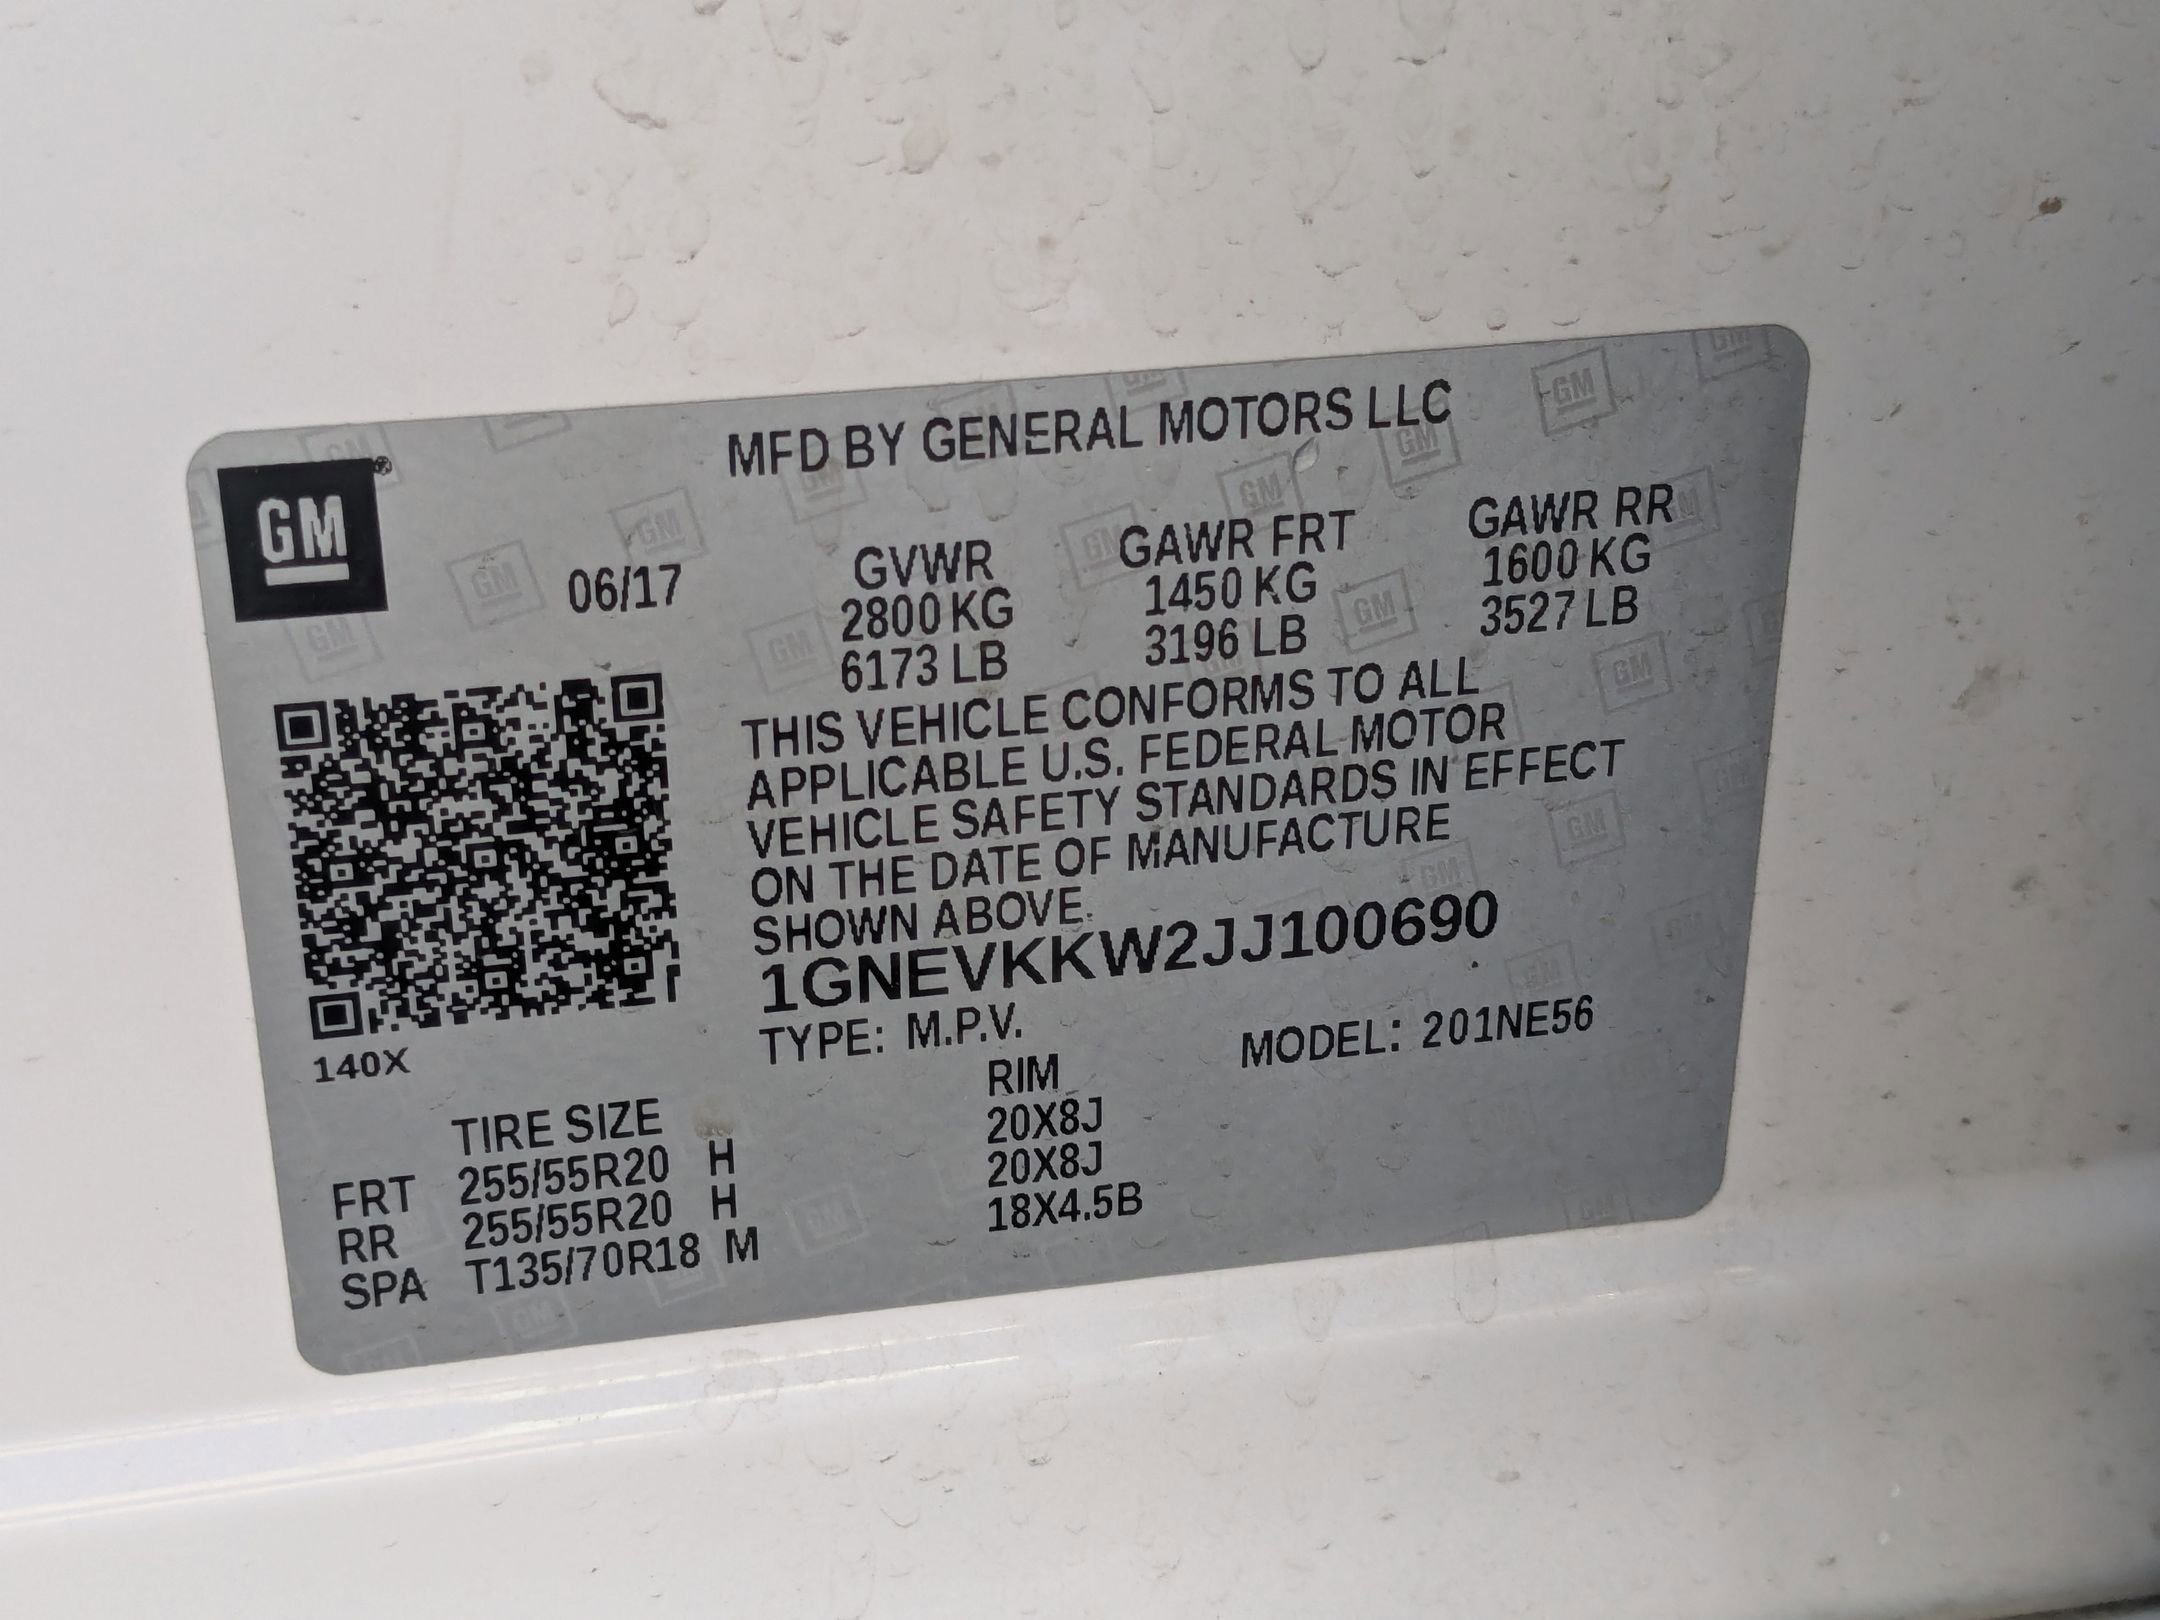 MFD BY GENERAL MOTORS LLC
GM®
06/17
GVWR GAWR FRT GAWR RR
2800 KG 1450 KG 1600 KG
6173 LB 3196 LB 3527 LB
THIS VEHICLE CONFORMS TO ALL
APPLICABLE U.S. FEDERAL MOTOR
VEHICLE SAFETY STANDARDS IN EFFECT
ON THE DATE OF MANUFACTURE
SHOWN ABOVE.
1GNEVKKW2JJ100690
TYPE: M.P.V. MODEL: 201NE56
140X
TIRE SIZE RIM
FRT 255/55R20 H 20X8J
RR 255/55R20 H 20X8J
SPA T135/70R18 M 18X4.5B